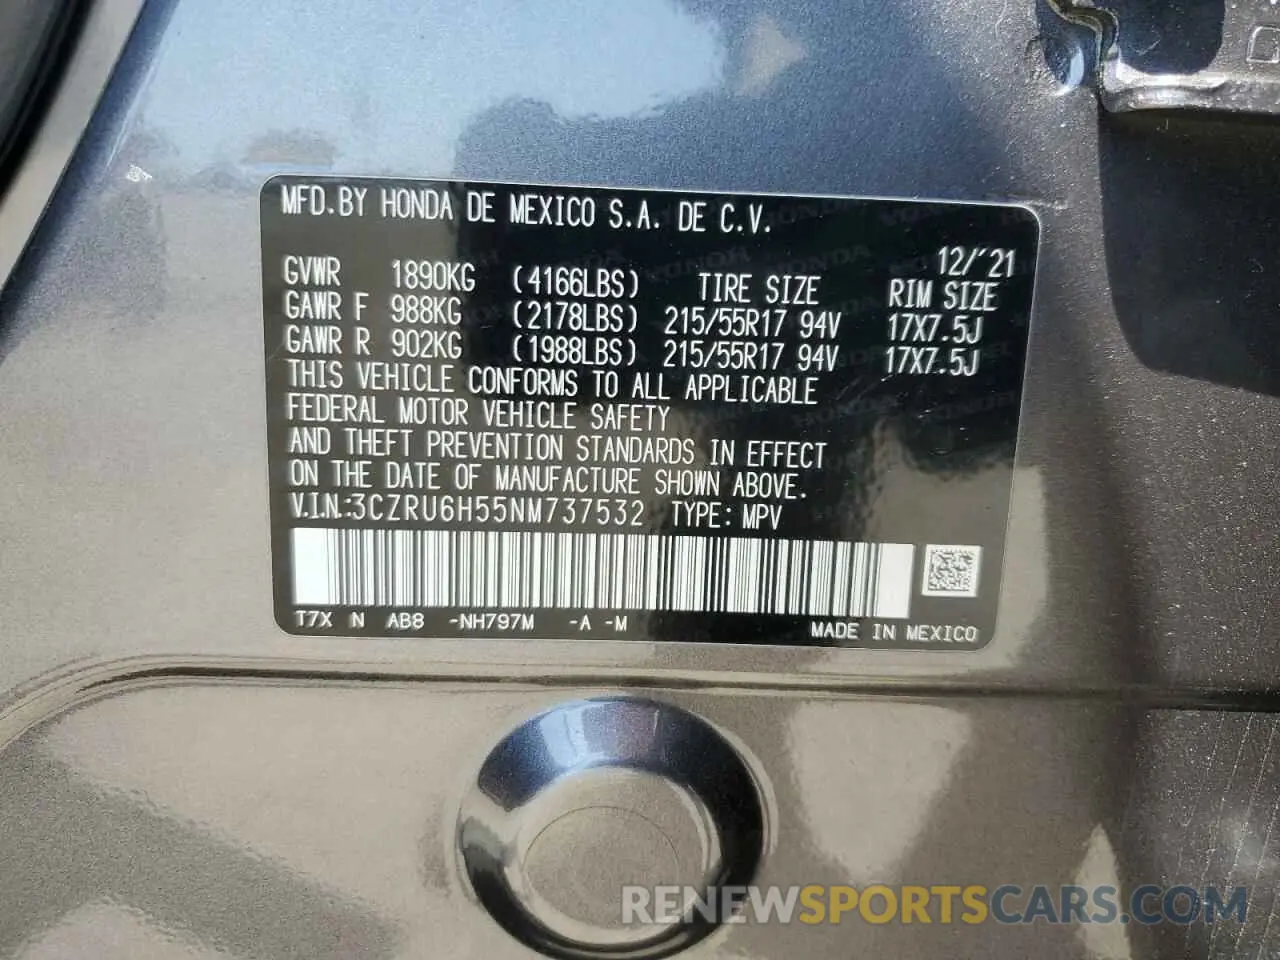 MFD.BY HONDA DE MEXICO S.A. DE C.V.
12/'21
GVWR 1890KG (4166LBS) TIRE SIZE RIM SIZE
GAWR F 988KG (2178LBS) 215/55R17 94V 17X7.5J
GAWR R 902KG (1988LBS) 215/55R17 94V 17X7.5J
THIS VEHICLE CONFORMS TO ALL APPLICABLE
FEDERAL MOTOR VEHICLE SAFETY
AND THEFT PREVENTION STANDARDS IN EFFECT
ON THE DATE OF MANUFACTURE SHOWN ABOVE.
V.I.N.:3CZRU6H55NM737532 TYPE: MPV
T7X N AB8 -NH797M -A -M
MADE IN MEXICO
RENEWSPORTSCARS.COM